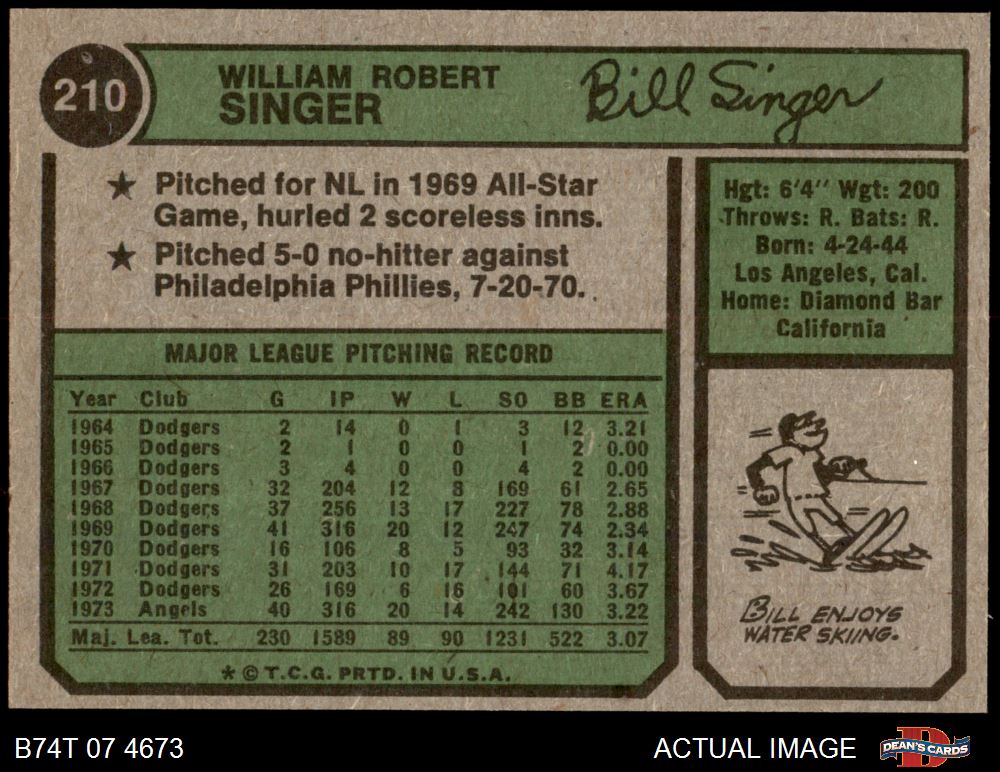 210
WILLIAM ROBERT
SINGER
Bill Singer
★ Pitched for NL in 1969 All-Star
Game, hurled 2 scoreless inns.
★ Pitched 5-0 no-hitter against
Philadelphia Phillies, 7-20-70.
Hgt: 6'4" Wgt: 200
Throws: R. Bats: R.
Born: 4-24-44
Los Angeles, Cal.
Home: Diamond Bar
California
MAJOR LEAGUE PITCHING RECORD
Year Club G IP W L SO BB ERA
1964 Dodgers 2 14 0 1 3 12 3.21
1965 Dodgers 2 1 0 0 1 2 0.00
1966 Dodgers 3 4 0 0 4 2 0.00
1967 Dodgers 32 204 12 8 169 61 2.65
1968 Dodgers 37 256 13 17 227 78 2.88
1969 Dodgers 41 316 20 12 247 74 2.34
1970 Dodgers 16 106 8 5 93 32 3.14
1971 Dodgers 31 203 10 17 144 71 4.17
1972 Dodgers 26 169 6 16 101 60 3.67
1973 Angels 40 316 20 14 242 130 3.22
Maj. Lea. Tot. 230 1589 89 90 1231 522 3.07
* © T.C.G. PRTD. IN U.S.A.
BILL ENJOYS
WATER SKIING.
B74T 07 4673
ACTUAL IMAGE
DEAN'S CARDS